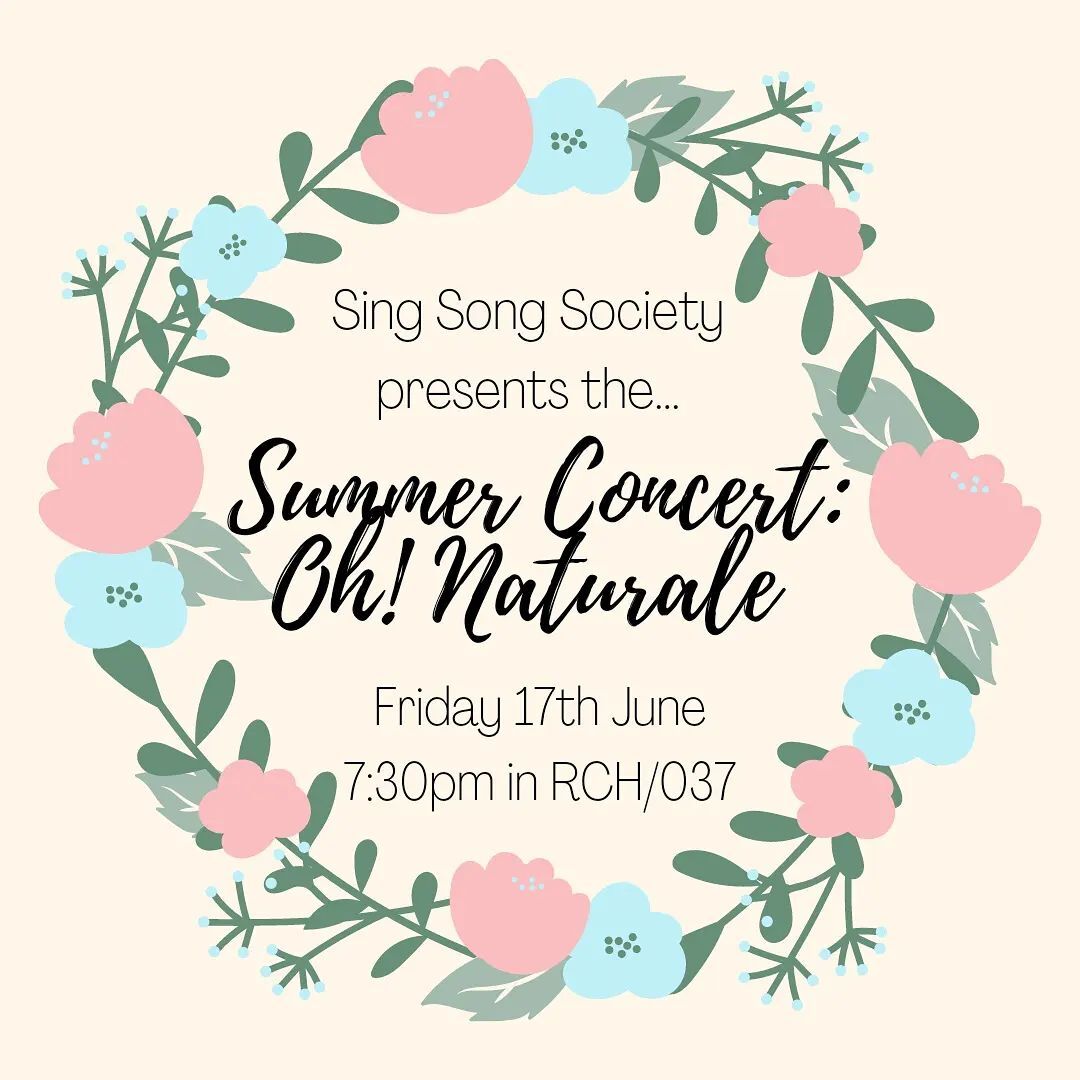 Sing Song Society
presents the...
Summer Concert:
Oh! Naturale
Friday 17th June
7:30pm in RCH/037